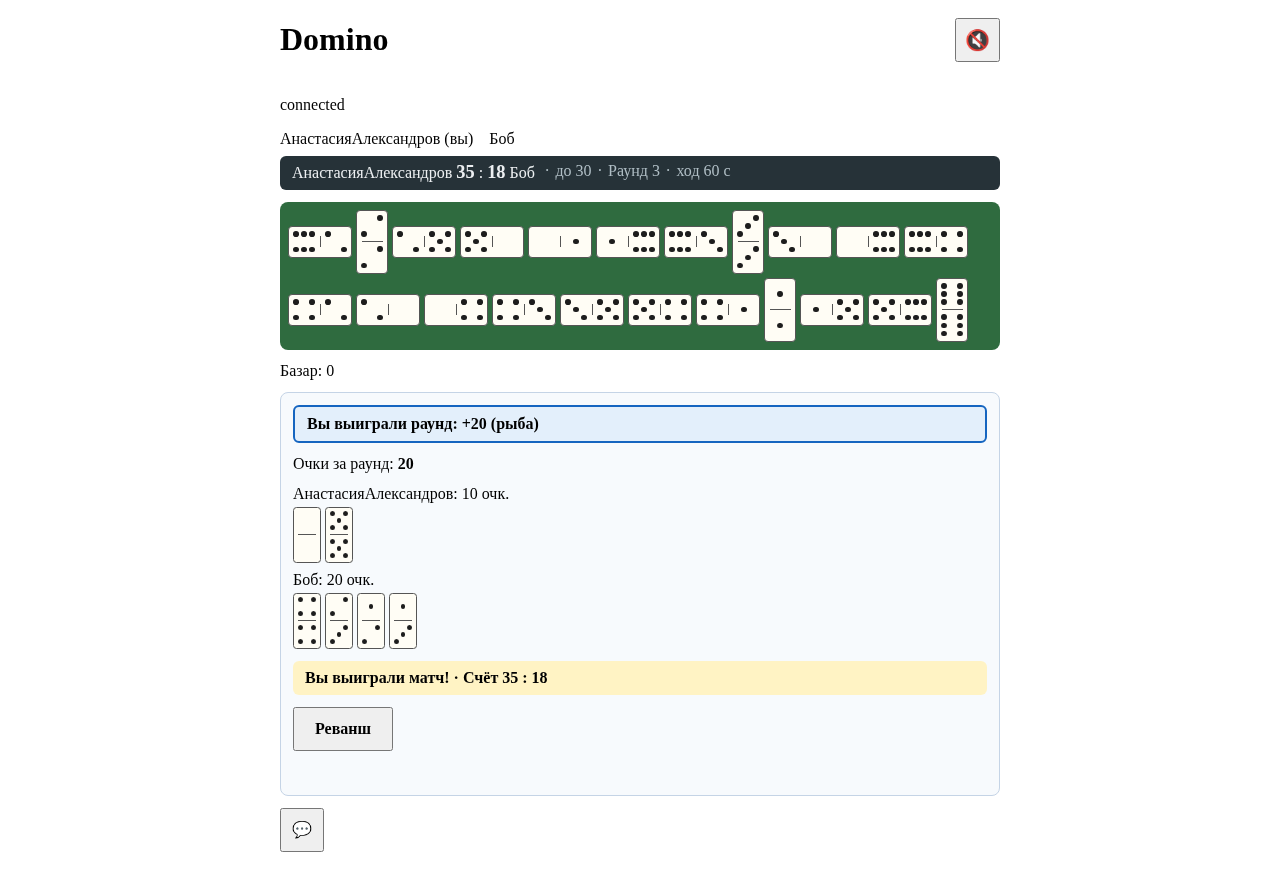 Domino
connected
АнастасияАлександров (вы) Боб
АнастасияАлександров 35 : 18 Боб · до 30 · Раунд 3 · ход 60 с
Базар: 0
Вы выиграли раунд: +20 (рыба)
Очки за раунд: 20
АнастасияАлександров: 10 очк.
Боб: 20 очк.
Вы выиграли матч! · Счёт 35 : 18
Реванш